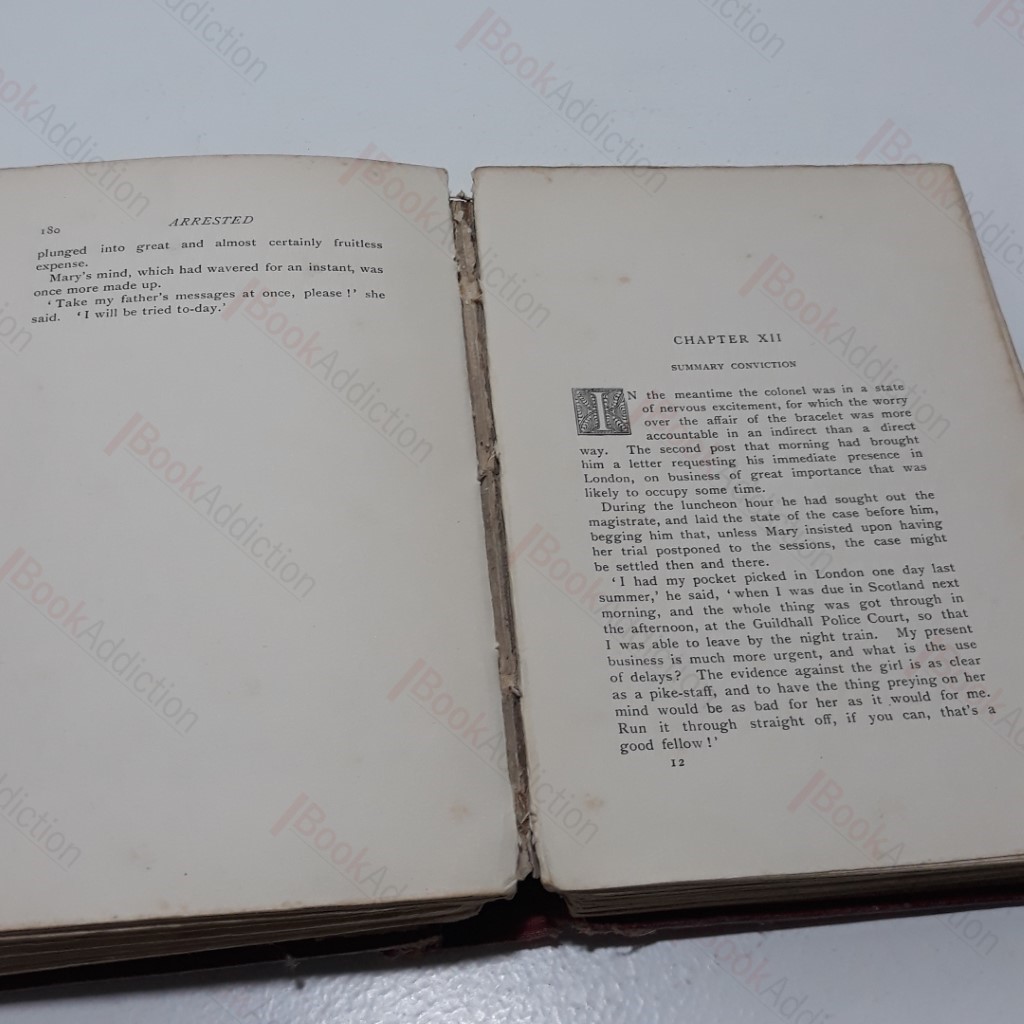 180
ARRESTED
plunged into great and almost certainly fruitless
expense.
Mary's mind, which had wavered for an instant, was
once more made up.
'Take my father's messages at once, please!' she
said. 'I will be tried to-day.'
CHAPTER XII
SUMMARY CONVICTION
IN the meantime the colonel was in a state
of nervous excitement, for which the worry
over the affair of the bracelet was more
accountable in an indirect than a direct
way. The second post that morning had brought
him a letter requesting his immediate presence in
London, on business of great importance that was
likely to occupy some time.
During the luncheon hour he had sought out the
magistrate, and laid the state of the case before him,
begging him that, unless Mary insisted upon having
her trial postponed to the sessions, the case might
be settled then and there.
'I had my pocket picked in London one day last
summer,' he said, 'when I was due in Scotland next
morning, and the whole thing was got through in
the afternoon, at the Guildhall Police Court, so that
I was able to leave by the night train. My present
business is much more urgent, and what is the use
of delays? The evidence against the girl is as clear
as a pike-staff, and to have the thing preying on her
mind would be as bad for her as it would for me.
Run it through straight off, if you can, that's a
good fellow!'
12
BookAddiction